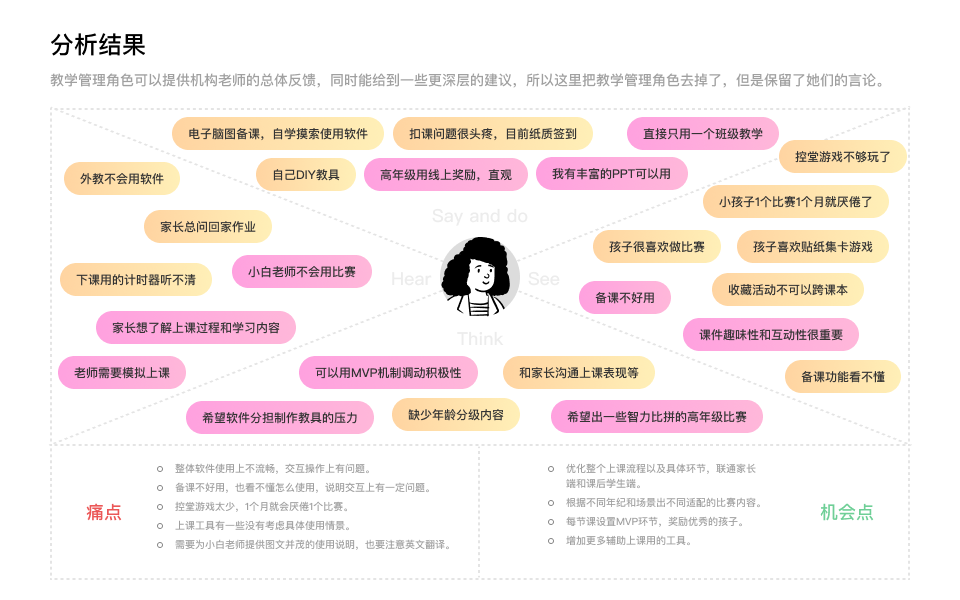 分析结果
教学管理角色可以提供机构老师的总体反馈，同时能给到一些更深层的建议，所以这里把教学管理角色去掉了，但是保留了她们的言论。
电子脑图备课，自学摸索使用软件
扣课问题很头疼，目前纸质签到
直接只用一个班级教学
控堂游戏不够玩了
外教不会用软件
自己DIY教具
高年级用线上奖励，直观
我有丰富的PPT可以用
小孩子1个比赛1个月就厌倦了
家长总问回家作业
Say and do
孩子很喜欢做比赛
孩子喜欢贴纸集卡游戏
下课用的计时器听不清
小白老师不会用比赛
Hear
See
备课不好用
收藏活动不可以跨课本
家长想了解上课过程和学习内容
Think
课件趣味性和互动性很重要
老师需要模拟上课
可以用MVP机制调动积极性
和家长沟通上课表现等
备课功能看不懂
希望软件分担制作教具的压力
缺少年龄分级内容
希望出一些智力比拼的高年级比赛
痛点
整体软件使用上不流畅，交互操作上有问题。
备课不好用，也看不懂怎么使用，说明交互上有一定问题。
控堂游戏太少，1个月就会厌倦1个比赛。
上课工具有一些没有考虑具体使用情景。
需要为小白老师提供图文并茂的使用说明，也要注意英文翻译。
优化整个上课流程以及具体环节，联通家长
端和课后学生端。
根据不同年纪和场景出不同适配的比赛内容。
每节课设置MVP环节，奖励优秀的孩子。
增加更多辅助上课用的工具。
机会点